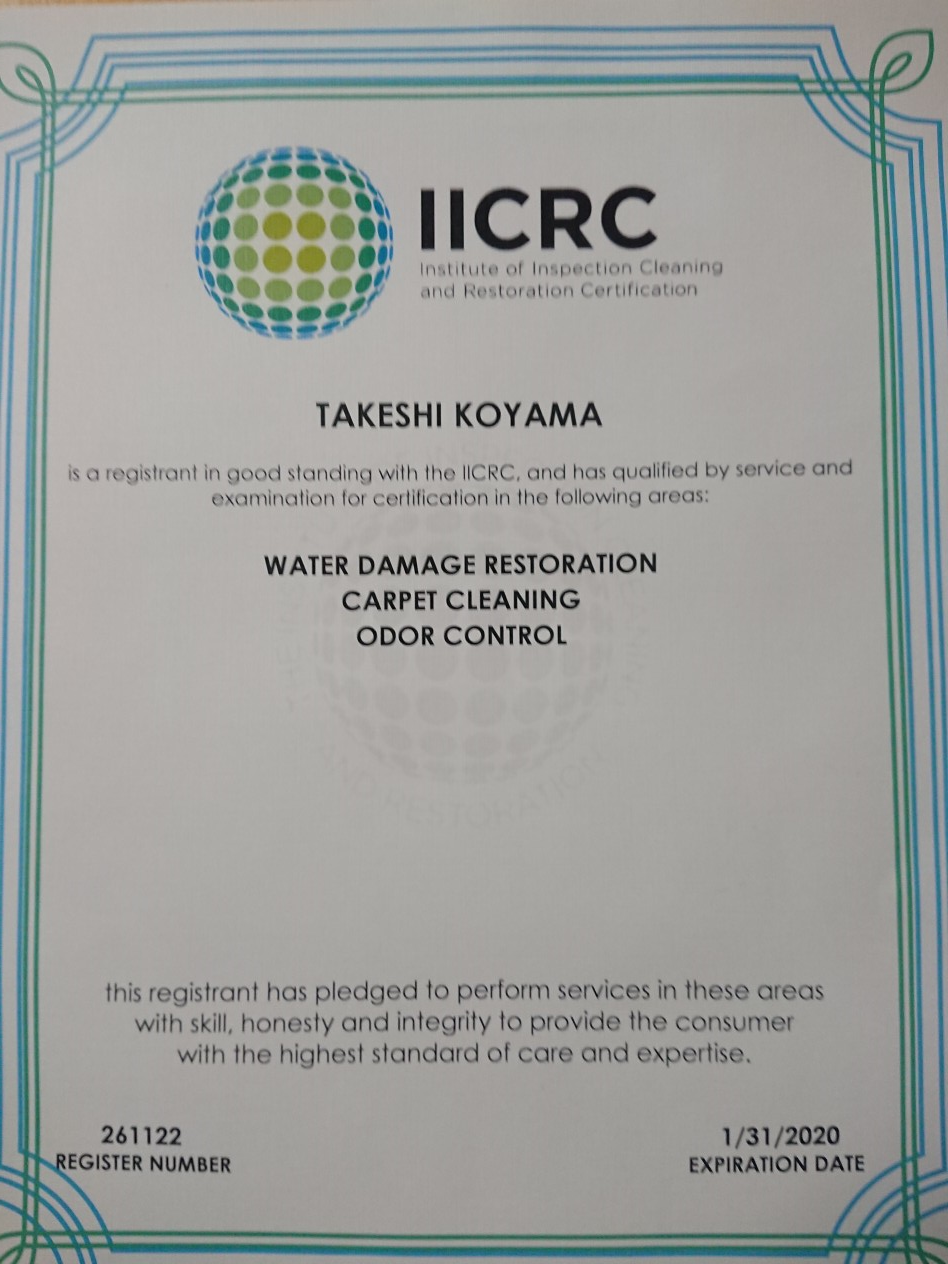 IICRC
Institute of Inspection Cleaning
and Restoration Certification
TAKESHI KOYAMA
is a registrant in good standing with the IICRC, and has qualified by service and
examination for certification in the following areas:
WATER DAMAGE RESTORATION
CARPET CLEANING
ODOR CONTROL
AND RESTORATION
this registrant has pledged to perform services in these areas
with skill, honesty and integrity to provide the consumer
with the highest standard of care and expertise.
261122
REGISTER NUMBER
1/31/2020
EXPIRATION DATE